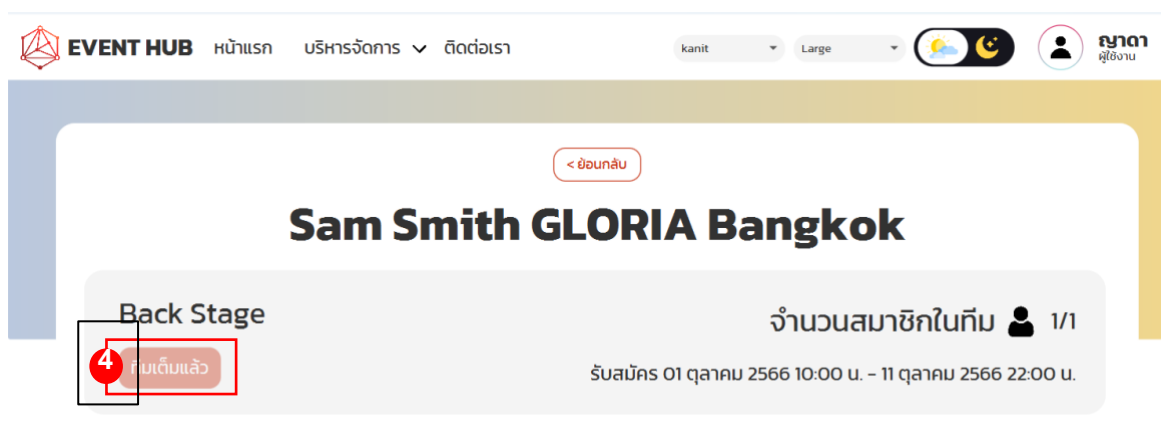 EVENT HUB หน้าแรก บริหารจัดการ ติดต่อเรา kanit Large ญาดา
ผู้ใช้งาน
< ย้อนกลับ
Sam Smith GLORIA Bangkok
Back Stage จำนวนสมาชิกในทีม 1/1
4 ทีมเต็มแล้ว รับสมัคร 01 ตุลาคม 2566 10:00 น. - 11 ตุลาคม 2566 22:00 น.